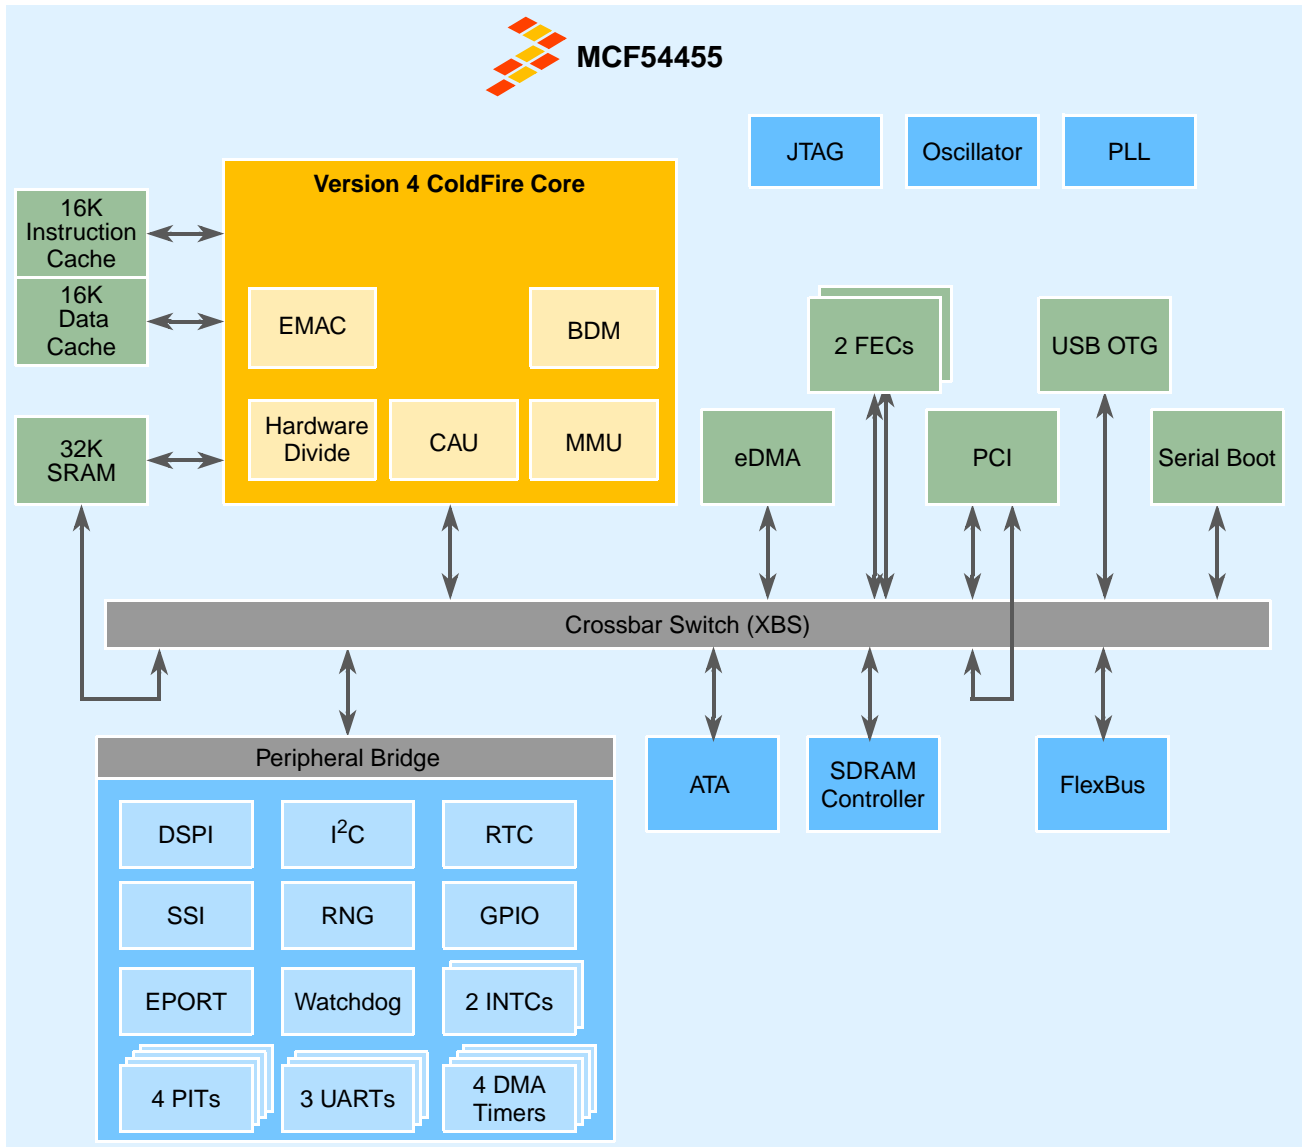 MCF54455
JTAG
Oscillator
PLL
Version 4 ColdFire Core
16K
Instruction
Cache
16K
Data
Cache
EMAC
BDM
2 FECs
USB OTG
32K
SRAM
Hardware
Divide
CAU
MMU
eDMA
PCI
Serial Boot
Crossbar Switch (XBS)
Peripheral Bridge
ATA
SDRAM
Controller
FlexBus
DSPI
I²C
RTC
SSI
RNG
GPIO
EPORT
Watchdog
2 INTCs
4 PITs
3 UARTs
4 DMA
Timers